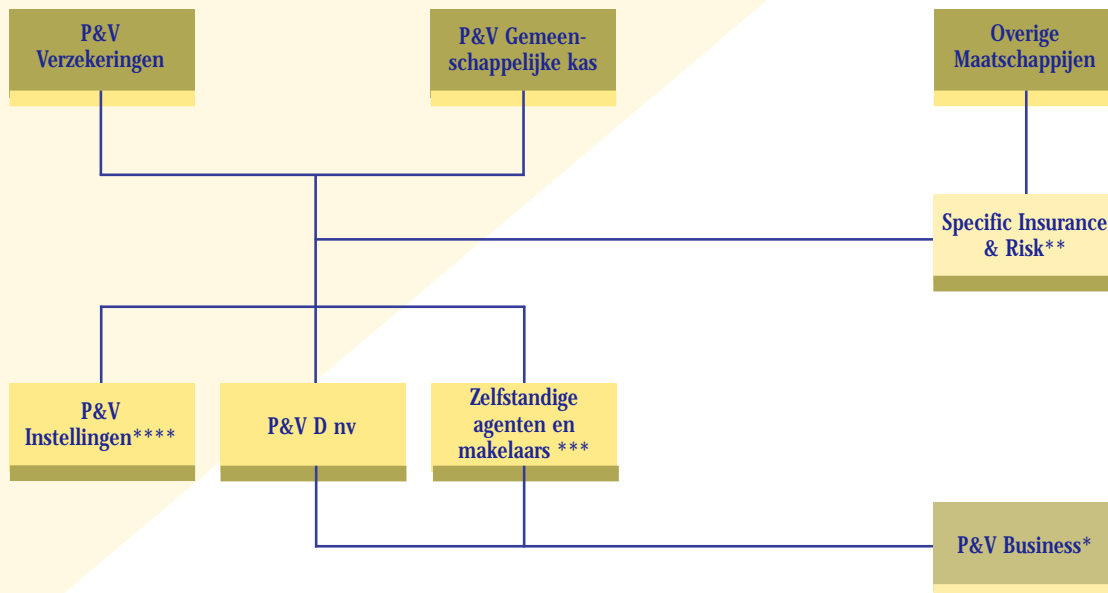 P&V
Verzekeringen
P&V Gemeen-
schappelijke kas
Overige
Maatschappijen
Specific Insurance
& Risk**
P&V
Instellingen****
P&V D nv
Zelfstandige
agenten en
makelaars ***
P&V Business*